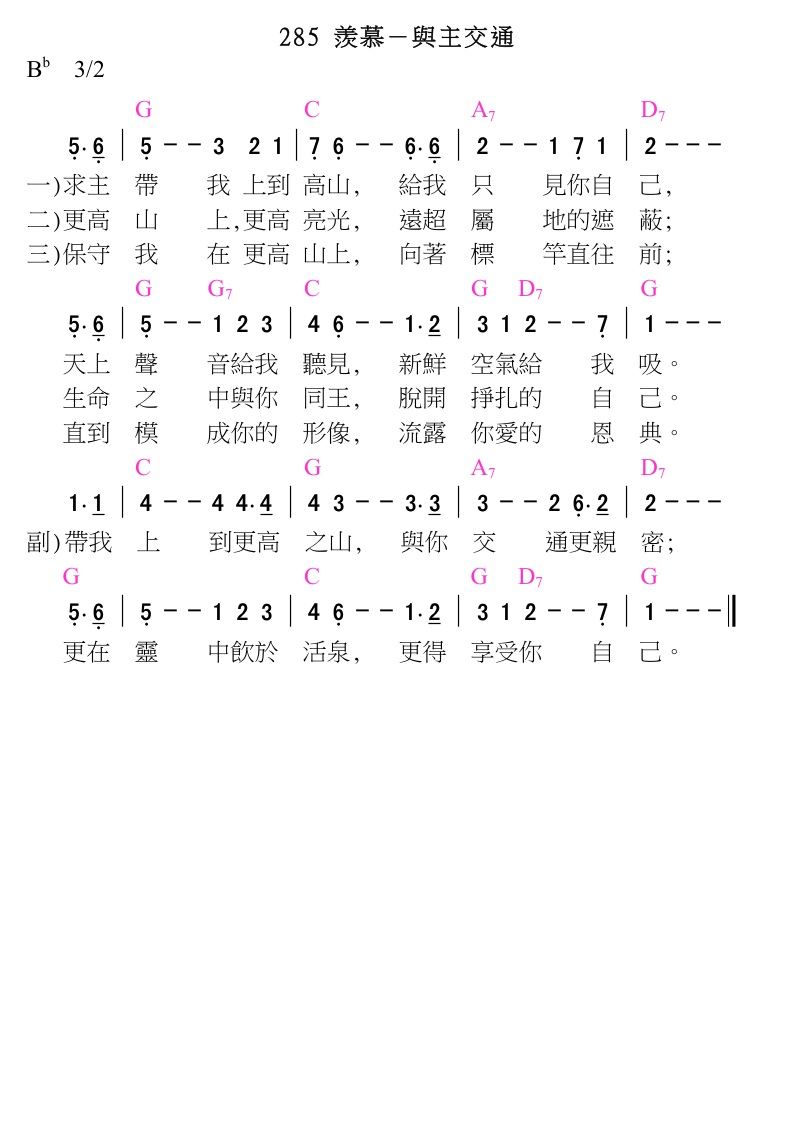 285 羨慕－與主交通
Bb 3/2
G C A7 D7
5· 6 | 5 - - 3 2 1 | 7 6 - - 6· 6 | 2 - - 1 7 1 | 2 - - -
一)求主 帶 我 上到 高山, 給我 只 見你自 己,
二)更高 山 上,更高 亮光, 遠超 屬 地的遮 蔽;
三)保守 我 在 更高 山上, 向著 標 竿直往 前;
G G7 C G D7 G
5· 6 | 5 - - 1 2 3 | 4 6 - - 1· 2 | 3 1 2 - - 7 | 1 - - -
天上 聲 音給我 聽見, 新鮮 空氣給 我 吸。
生命 之 中與你 同王, 脫開 掙扎的 自 己。
直到 模 成你的 形像, 流露 你愛的 恩 典。
C G A7 D7
1· 1 | 4 - - 4 4· 4 | 4 3 - - 3· 3 | 3 - - 2 6· 2 | 2 - - -
副)帶我 上 到更高 之山, 與你 交 通更親 密;
G C G D7 G
5· 6 | 5 - - 1 2 3 | 4 6 - - 1· 2 | 3 1 2 - - 7 | 1 - - - ‖
更在 靈 中飲於 活泉, 更得 享受你 自 己。